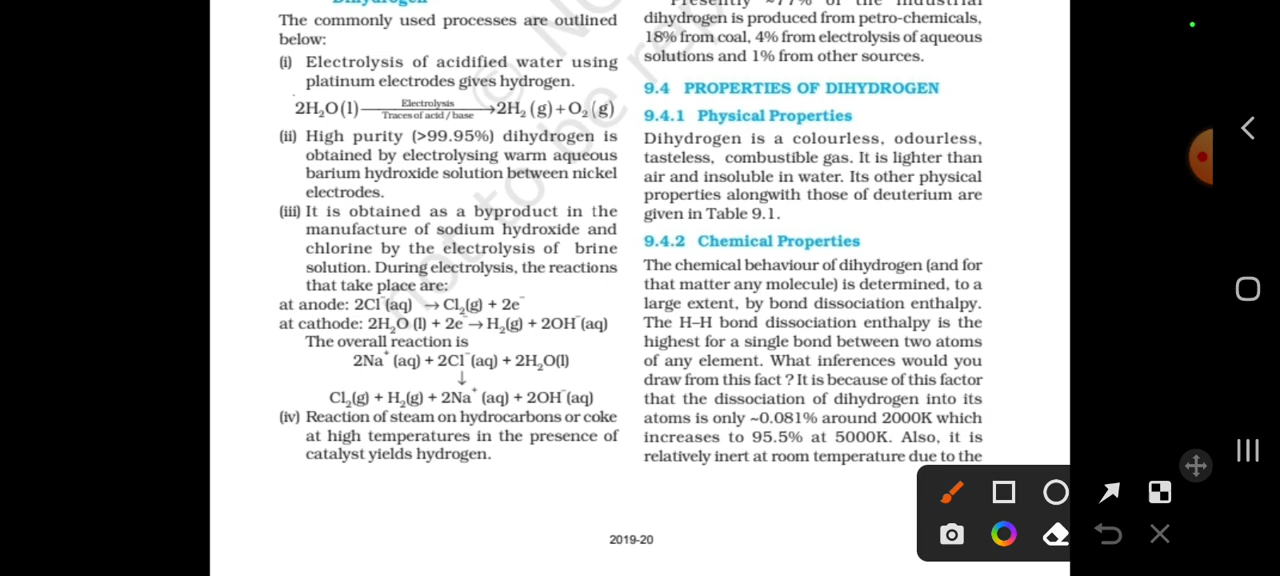 Dihydrogen
The commonly used processes are outlined
below:
(i) Electrolysis of acidified water using
platinum electrodes gives hydrogen.
2H₂O(l) Electrolysis / Traces of acid / base → 2H₂ (g) + O₂ (g)
(ii) High purity (>99.95%) dihydrogen is
obtained by electrolysing warm aqueous
barium hydroxide solution between nickel
electrodes.
(iii) It is obtained as a byproduct in the
manufacture of sodium hydroxide and
chlorine by the electrolysis of brine
solution. During electrolysis, the reactions
that take place are:
at anode: 2Cl⁻(aq) → Cl₂(g) + 2e⁻
at cathode: 2H₂O (l) + 2e⁻ → H₂(g) + 2OH⁻(aq)
The overall reaction is
2Na⁺ (aq) + 2Cl⁻(aq) + 2H₂O(l)
↓
Cl₂(g) + H₂(g) + 2Na⁺ (aq) + 2OH⁻(aq)
(iv) Reaction of steam on hydrocarbons or coke
at high temperatures in the presence of
catalyst yields hydrogen.
Presently ~77% of the industrial
dihydrogen is produced from petro-chemicals,
18% from coal, 4% from electrolysis of aqueous
solutions and 1% from other sources.
9.4 PROPERTIES OF DIHYDROGEN
9.4.1 Physical Properties
Dihydrogen is a colourless, odourless,
tasteless, combustible gas. It is lighter than
air and insoluble in water. Its other physical
properties alongwith those of deuterium are
given in Table 9.1.
9.4.2 Chemical Properties
The chemical behaviour of dihydrogen (and for
that matter any molecule) is determined, to a
large extent, by bond dissociation enthalpy.
The H–H bond dissociation enthalpy is the
highest for a single bond between two atoms
of any element. What inferences would you
draw from this fact ? It is because of this factor
that the dissociation of dihydrogen into its
atoms is only ~0.081% around 2000K which
increases to 95.5% at 5000K. Also, it is
relatively inert at room temperature due to the
2019-20
not to be rep
© NC